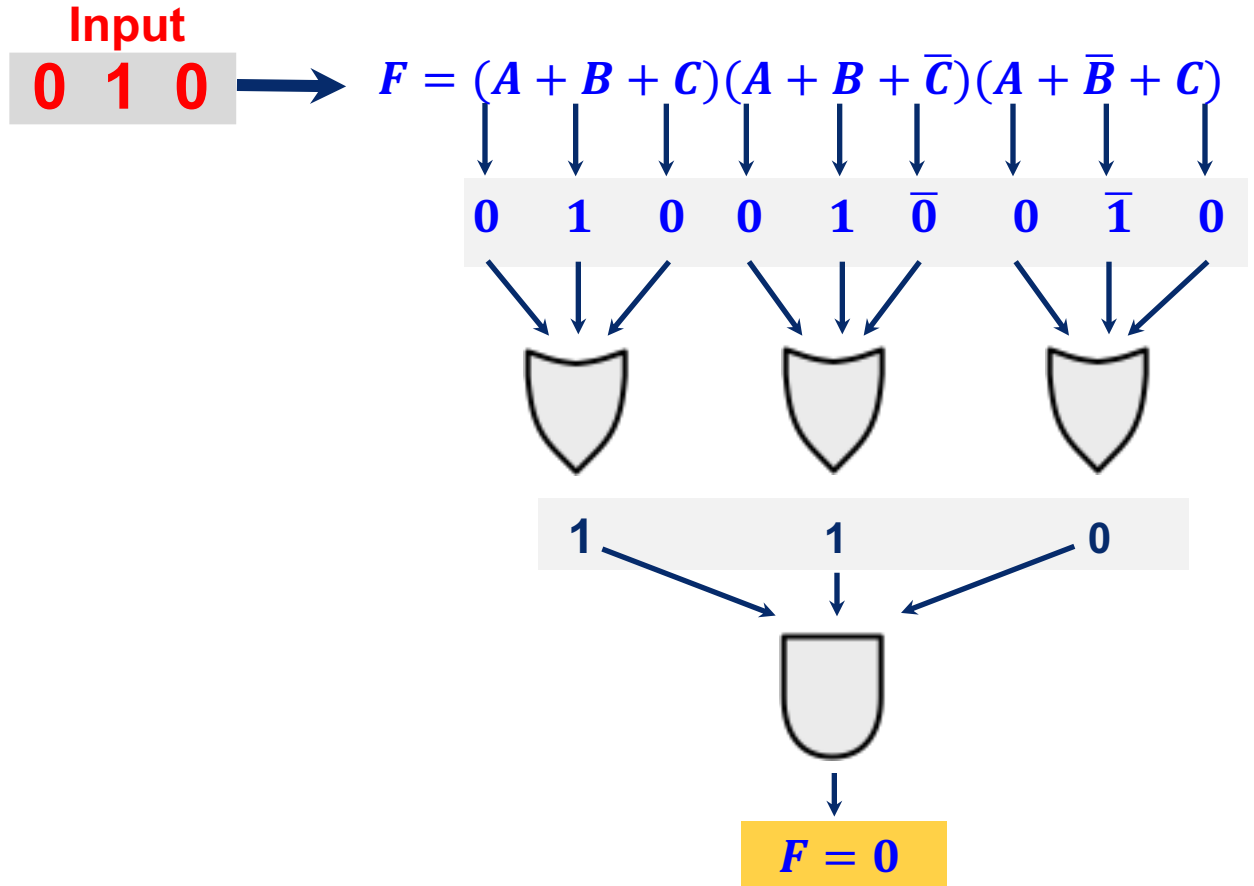 Input
0 1 0
F = (A + B + C)(A + B + C̅)(A + B̅ + C)
0 1 0 0 1 0̅ 0 1̅ 0
1 1 0
F = 0